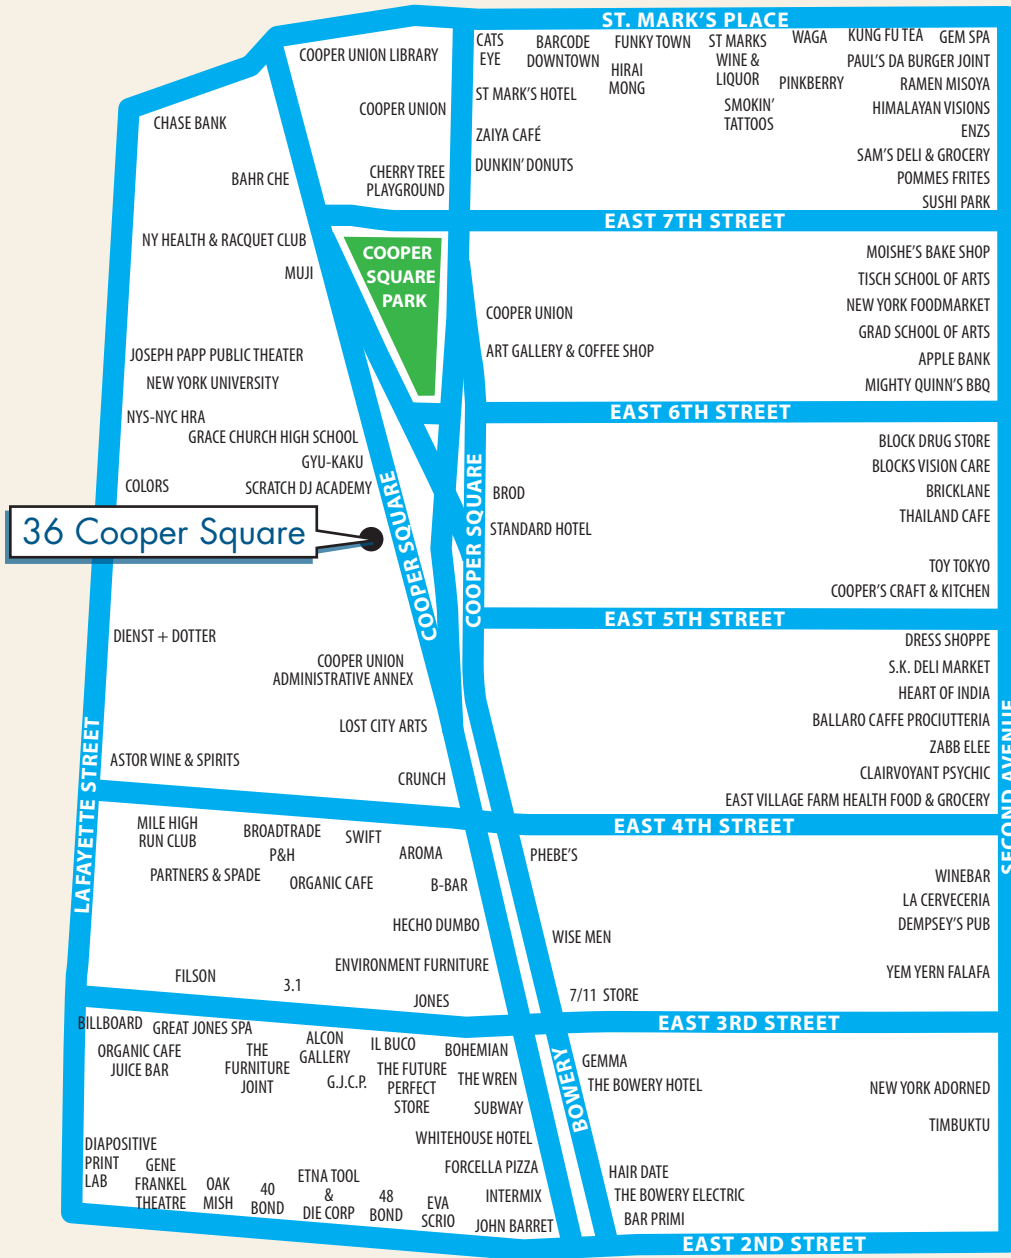 ST. MARK'S PLACE
COOPER UNION LIBRARY
CATS
EYE
BARCODE
DOWNTOWN
FUNKY TOWN
HIRAI
MONG
ST MARKS
WINE &
LIQUOR
WAGA
KUNG FU TEA
GEM SPA
PAUL'S DA BURGER JOINT
PINKBERRY
RAMEN MISOYA
ST MARK'S HOTEL
SMOKIN'
TATTOOS
HIMALAYAN VISIONS
CHASE BANK
COOPER UNION
ZAIYA CAFÉ
ENZS
SAM'S DELI & GROCERY
DUNKIN' DONUTS
BAHR CHE
CHERRY TREE
PLAYGROUND
POMMES FRITES
SUSHI PARK
EAST 7TH STREET
NY HEALTH & RACQUET CLUB
COOPER
SQUARE
PARK
MUJI
MOISHE'S BAKE SHOP
TISCH SCHOOL OF ARTS
NEW YORK FOODMARKET
COOPER UNION
GRAD SCHOOL OF ARTS
ART GALLERY & COFFEE SHOP
JOSEPH PAPP PUBLIC THEATER
APPLE BANK
NEW YORK UNIVERSITY
MIGHTY QUINN'S BBQ
EAST 6TH STREET
NYS-NYC HRA
GRACE CHURCH HIGH SCHOOL
GYU-KAKU
COLORS
SCRATCH DJ ACADEMY
BLOCK DRUG STORE
BLOCKS VISION CARE
BRICKLANE
BROD
THAILAND CAFE
STANDARD HOTEL
36 Cooper Square
COOPER SQUARE
COOPER SQUARE
TOY TOKYO
COOPER'S CRAFT & KITCHEN
EAST 5TH STREET
DIENST + DOTTER
DRESS SHOPPE
COOPER UNION
ADMINISTRATIVE ANNEX
S.K. DELI MARKET
HEART OF INDIA
LOST CITY ARTS
BALLARO CAFFE PROCIUTTERIA
ZABB ELEE
ASTOR WINE & SPIRITS
CRUNCH
CLAIRVOYANT PSYCHIC
EAST VILLAGE FARM HEALTH FOOD & GROCERY
LAFAYETTE STREET
SECOND AVENUE
EAST 4TH STREET
MILE HIGH
RUN CLUB
BROADTRADE
SWIFT
P&H
AROMA
PHEBE'S
PARTNERS & SPADE
ORGANIC CAFE
B-BAR
WINEBAR
LA CERVECERIA
HECHO DUMBO
DEMPSEY'S PUB
WISE MEN
ENVIRONMENT FURNITURE
YEM YERN FALAFA
FILSON
3.1
JONES
7/11 STORE
EAST 3RD STREET
BILLBOARD
GREAT JONES SPA
ORGANIC CAFE
JUICE BAR
THE
FURNITURE
JOINT
ALCON
GALLERY
G.J.C.P.
IL BUCO
THE FUTURE
PERFECT
STORE
BOHEMIAN
THE WREN
SUBWAY
BOWERY
GEMMA
THE BOWERY HOTEL
NEW YORK ADORNED
TIMBUKTU
WHITEHOUSE HOTEL
DIAPOSITIVE
PRINT
LAB
GENE
FRANKEL
THEATRE
OAK
MISH
40
BOND
ETNA TOOL
&
DIE CORP
48
BOND
FORCELLA PIZZA
EVA
SCRIO
INTERMIX
JOHN BARRET
HAIR DATE
THE BOWERY ELECTRIC
BAR PRIMI
EAST 2ND STREET